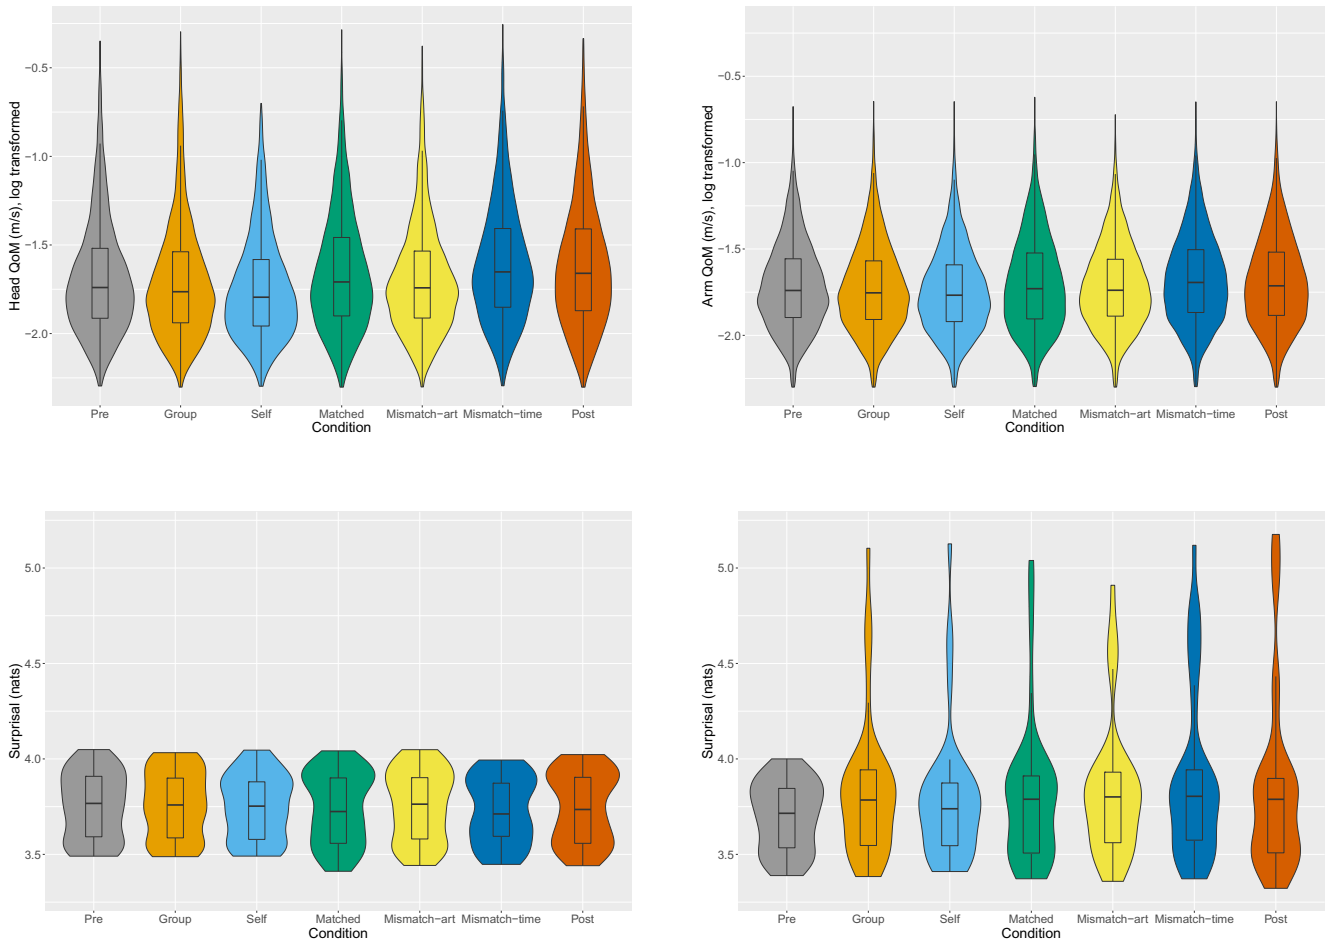 Head QoM (m/s), log transformed
−0.5
−1.0
−1.5
−2.0
Pre Group Self Matched Mismatch−art Mismatch−time Post
Condition
Arm QoM (m/s), log transformed
−0.5
−1.0
−1.5
−2.0
Pre Group Self Matched Mismatch−art Mismatch−time Post
Condition
Surprisal (nats)
5.0
4.5
4.0
3.5
Pre Group Self Matched Mismatch−art Mismatch−time Post
Condition
Surprisal (nats)
5.0
4.5
4.0
3.5
Pre Group Self Matched Mismatch−art Mismatch−time Post
Condition